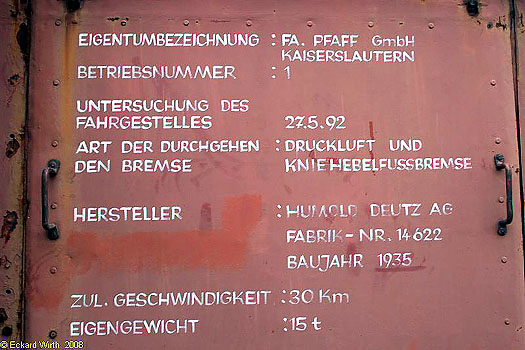 EIGENTUMBEZEICHNUNG : FA. PFAFF GmbH
KAISERSLAUTERN
BETRIEBSNUMMER : 1
UNTERSUCHUNG DES
FAHRGESTELLES 27.5.92
ART DER DURCHGEHEN : DRUCKLUFT UND
DEN BREMSE KNIEHEBELFUSSBREMSE
HERSTELLER : HUMOLD DEUTZ AG
FABRIK-NR. 14622
BAUJAHR 1935
ZUL. GESCHWINDIGKEIT : 30 Km
EIGENGEWICHT : 15 t
© Eckard Wirth, 2008